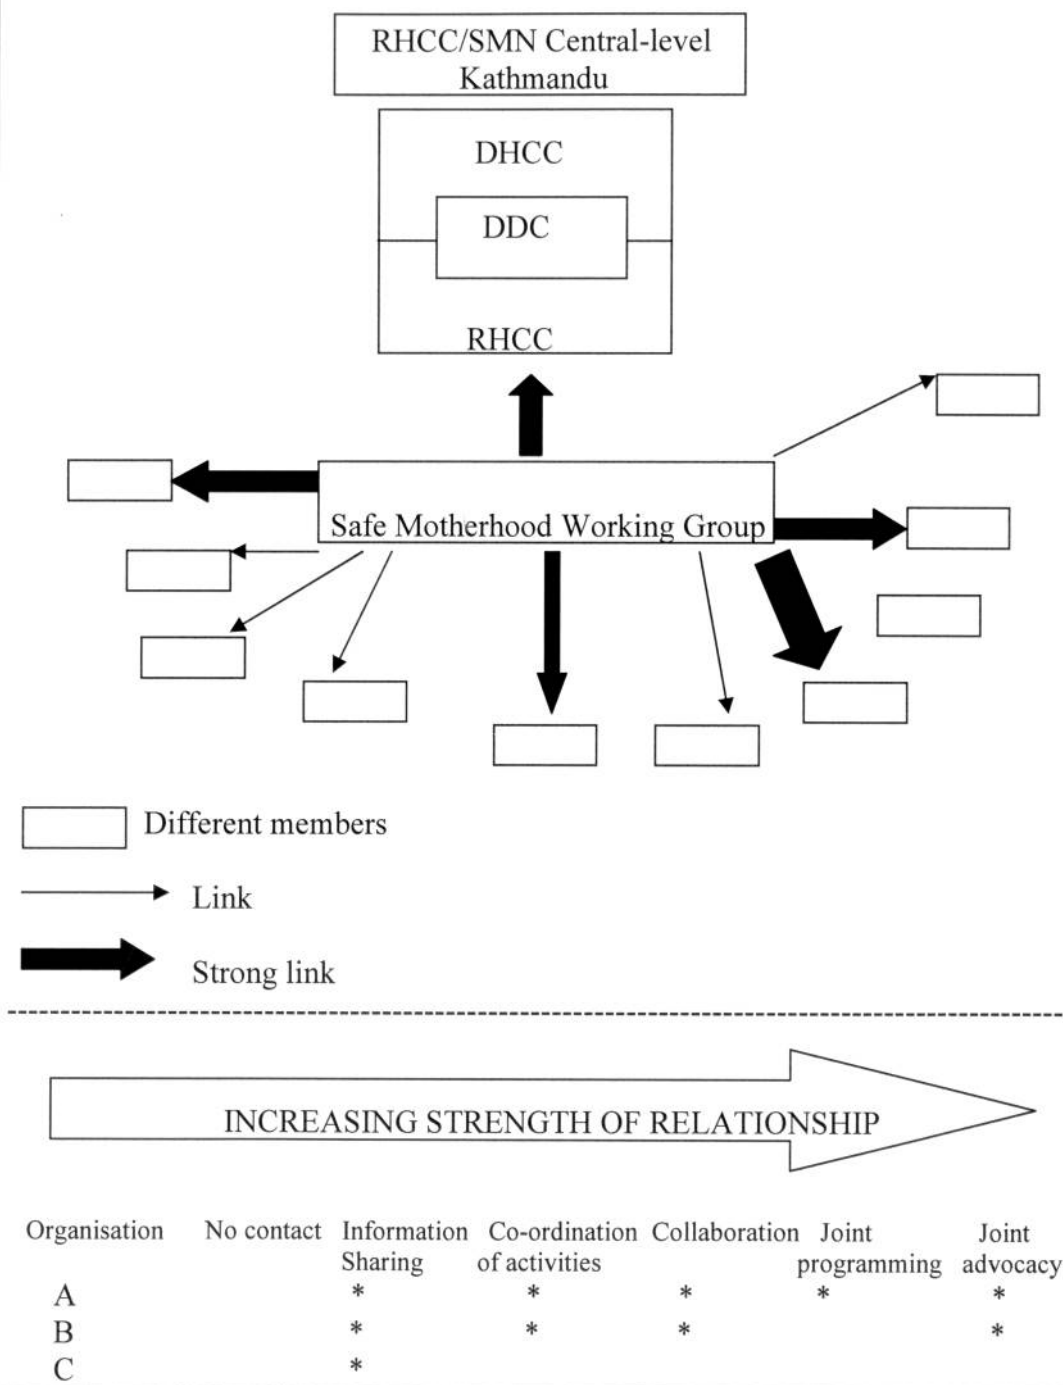 RHCC/SMN Central-level
Kathmandu
DHCC
DDC
RHCC
Safe Motherhood Working Group
Different members
Link
Strong link
INCREASING STRENGTH OF RELATIONSHIP
Organisation No contact Information Co-ordination Collaboration Joint Joint
Sharing of activities programming advocacy
A * * * * *
B * * * *
C *